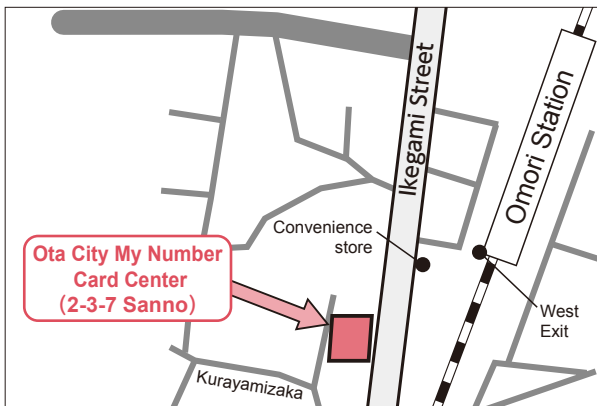 Ikegami Street
Omori Station
Convenience
store
Ota City My Number
Card Center
(2-3-7 Sanno)
West
Exit
Kurayamizaka